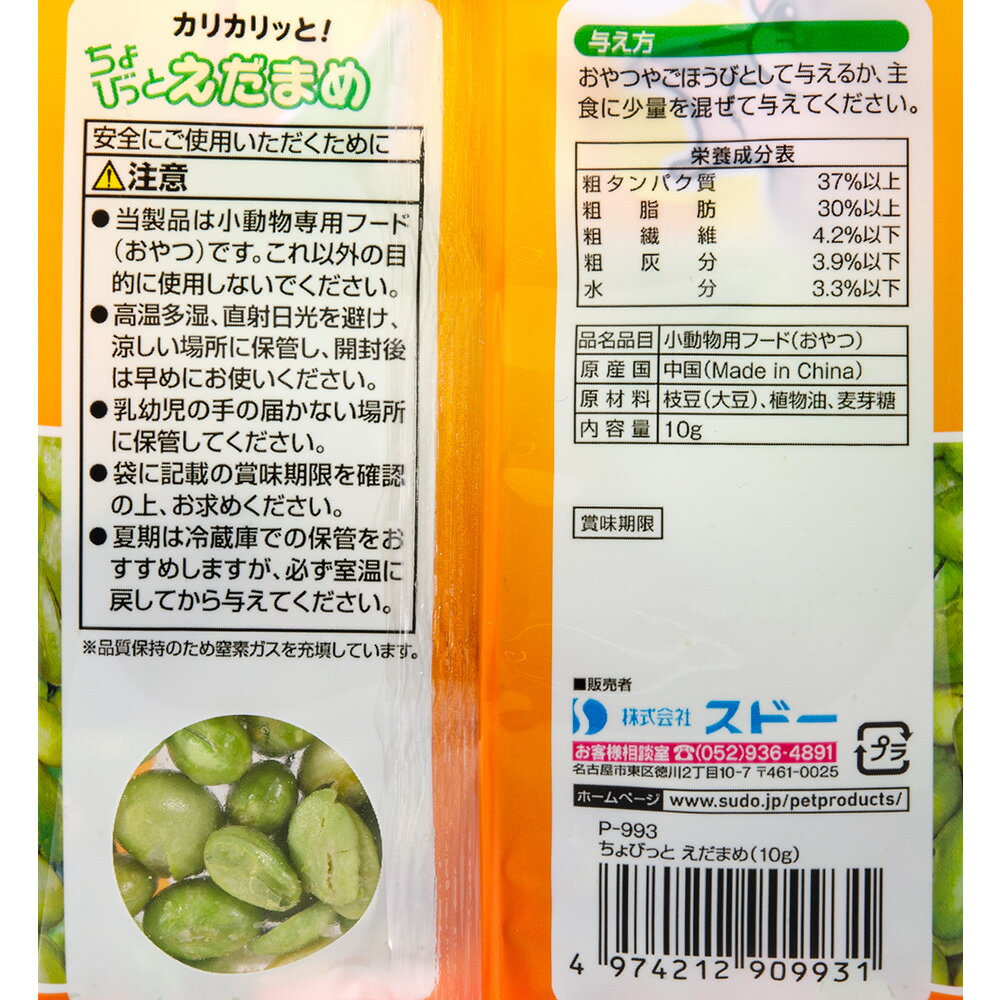 カリカリッと!
ちょびっと えだまめ
安全にご使用いただくために
⚠注意
●当製品は小動物専用フード
(おやつ)です。これ以外の目
的に使用しないでください。
●高温多湿、直射日光を避け、
涼しい場所に保管し、開封後
は早めにお使いください。
●乳幼児の手の届かない場所
に保管してください。
●袋に記載の賞味期限を確認
の上、お求めください。
●夏期は冷蔵庫での保管をお
すすめしますが、必ず室温に
戻してから与えてください。
※品質保持のため窒素ガスを充填しています。
与え方
おやつやごほうびとして与えるか、主
食に少量を混ぜて与えてください。
栄養成分表
粗タンパク質 37%以上
粗脂肪 30%以上
粗繊維 4.2%以下
粗灰分 3.9%以下
水分 3.3%以下
品名品目 小動物用フード(おやつ)
原産国 中国(Made in China)
原材料 枝豆(大豆)、植物油、麦芽糖
内容量 10g
賞味期限
■販売者
株式会社 スドー
お客様相談室☎(052)936-4891
名古屋市東区徳川2丁目10-7 〒461-0025
プラ
ホームページ www.sudo.jp/petproducts/
P-993
ちょびっと えだまめ(10g)
4 974212 909931